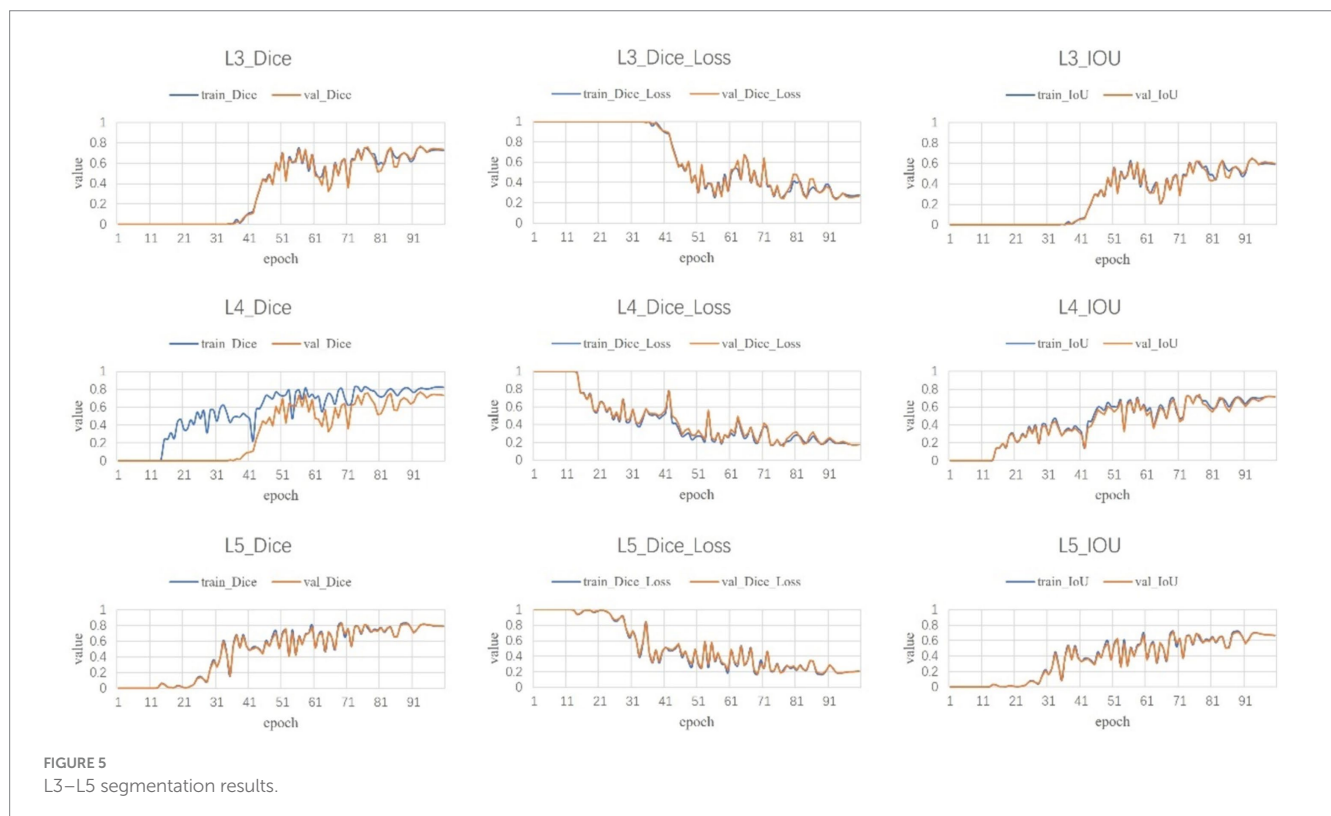 L3_Dice
train_Dice val_Dice
1
0.8
0.6
0.4
0.2
0
value
1 11 21 31 41 51 61 71 81 91
epoch
L3_Dice_Loss
train_Dice_Loss val_Dice_Loss
1
0.8
0.6
0.4
0.2
0
value
1 11 21 31 41 51 61 71 81 91
epoch
L3_IOU
train_IoU val_IoU
1
0.8
0.6
0.4
0.2
0
value
1 11 21 31 41 51 61 71 81 91
epoch
L4_Dice
train_Dice val_Dice
1
0.8
0.6
0.4
0.2
0
value
1 11 21 31 41 51 61 71 81 91
epoch
L4_Dice_Loss
train_Dice_Loss val_Dice_Loss
1
0.8
0.6
0.4
0.2
0
value
1 11 21 31 41 51 61 71 81 91
epoch
L4_IOU
train_IoU val_IoU
1
0.8
0.6
0.4
0.2
0
value
1 11 21 31 41 51 61 71 81 91
epoch
L5_Dice
train_Dice val_Dice
1
0.8
0.6
0.4
0.2
0
value
1 11 21 31 41 51 61 71 81 91
epoch
L5_Dice_Loss
train_Dice_Loss val_Dice_Loss
1
0.8
0.6
0.4
0.2
0
value
1 11 21 31 41 51 61 71 81 91
epoch
L5_IOU
train_IoU val_IoU
1
0.8
0.6
0.4
0.2
0
value
1 11 21 31 41 51 61 71 81 91
epoch
FIGURE 5
L3–L5 segmentation results.